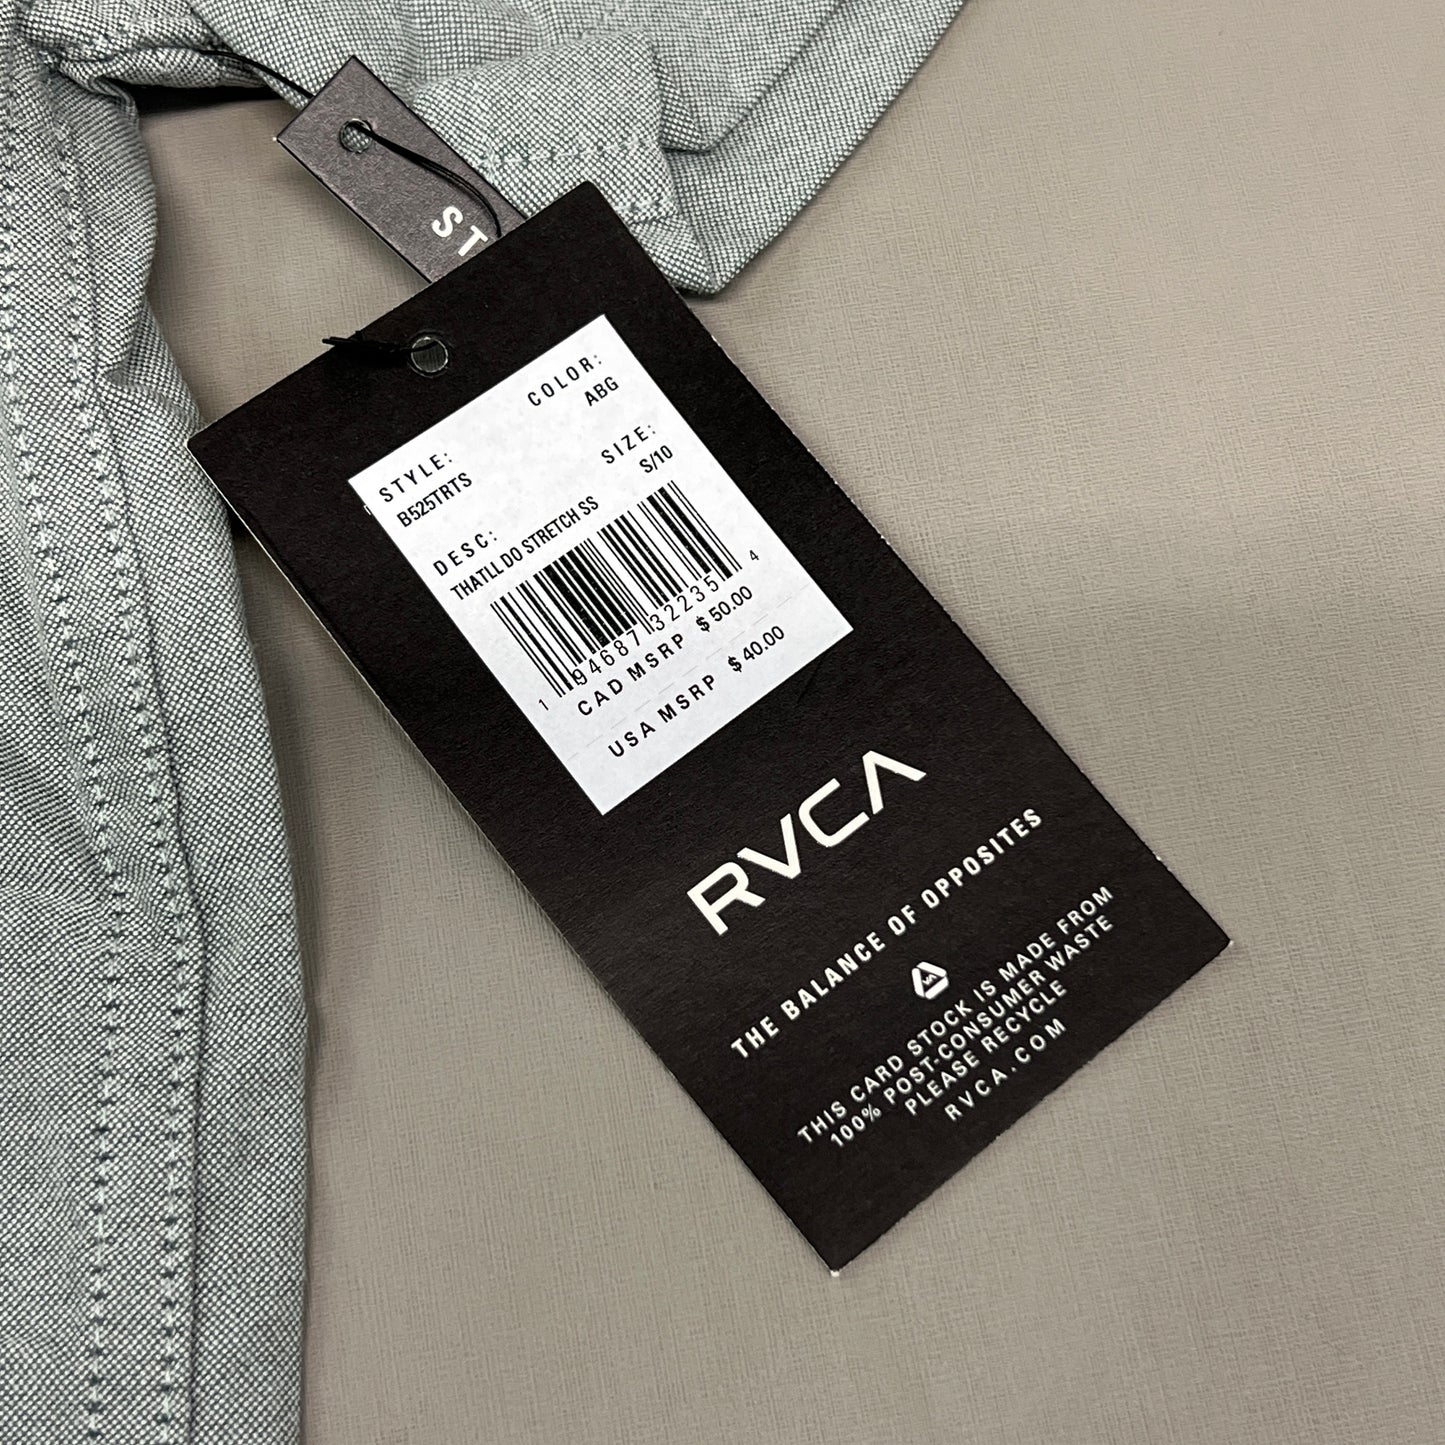 ST
COLOR:
ABG
STYLE:
B525TRTS
SIZE:
S/10
DESC:
THATLL DO STRETCH SS
1 94687 32235 4
CAD MSRP $ 50.00
USA MSRP $ 40.00
RVCA
THE BALANCE OF OPPOSITES
THIS CARD STOCK IS MADE FROM
100% POST-CONSUMER WASTE
PLEASE RECYCLE
RVCA.COM